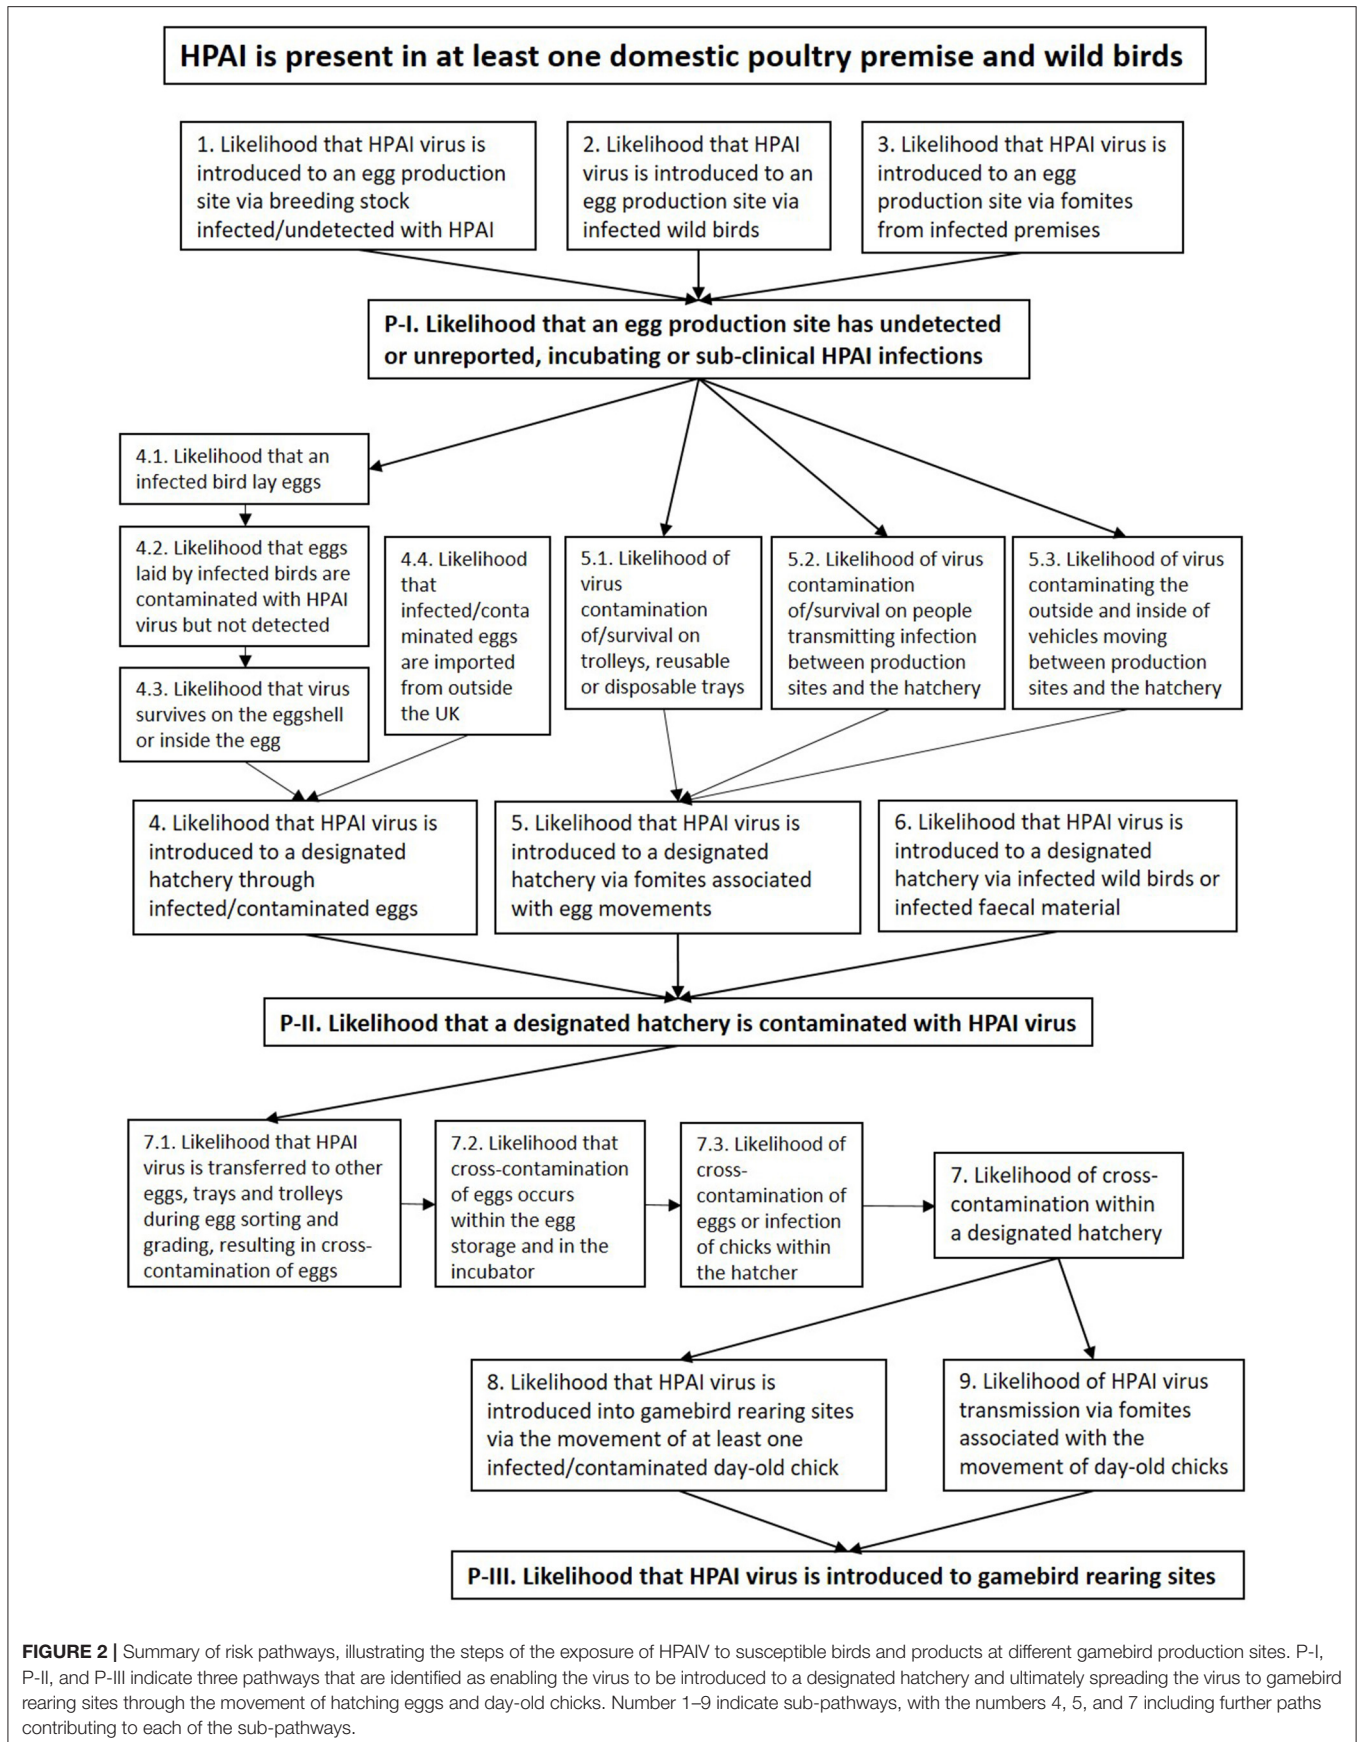 HPAI is present in at least one domestic poultry premise and wild birds
1. Likelihood that HPAI virus is
introduced to an egg production
site via breeding stock
infected/undetected with HPAI
2. Likelihood that HPAI
virus is introduced to an
egg production site via
infected wild birds
3. Likelihood that HPAI virus is
introduced to an egg
production site via fomites
from infected premises
P-I. Likelihood that an egg production site has undetected
or unreported, incubating or sub-clinical HPAI infections
4.1. Likelihood that an
infected bird lay eggs
4.2. Likelihood that eggs
laid by infected birds are
contaminated with HPAI
virus but not detected
4.3. Likelihood that virus
survives on the eggshell
or inside the egg
4.4. Likelihood
that
infected/conta
minated eggs
are imported
from outside
the UK
5.1. Likelihood of
virus
contamination
of/survival on
trolleys, reusable
or disposable trays
5.2. Likelihood of virus
contamination
of/survival on people
transmitting infection
between production
sites and the hatchery
5.3. Likelihood of virus
contaminating the
outside and inside of
vehicles moving
between production
sites and the hatchery
4. Likelihood that HPAI virus is
introduced to a designated
hatchery through
infected/contaminated eggs
5. Likelihood that HPAI virus is
introduced to a designated
hatchery via fomites associated
with egg movements
6. Likelihood that HPAI virus is
introduced to a designated
hatchery via infected wild birds or
infected faecal material
P-II. Likelihood that a designated hatchery is contaminated with HPAI virus
7.1. Likelihood that HPAI
virus is transferred to other
eggs, trays and trolleys
during egg sorting and
grading, resulting in cross-
contamination of eggs
7.2. Likelihood that
cross-contamination
of eggs occurs
within the egg
storage and in the
incubator
7.3. Likelihood of
cross-
contamination of
eggs or infection
of chicks within
the hatcher
7. Likelihood of cross-
contamination within
a designated hatchery
8. Likelihood that HPAI virus is
introduced into gamebird rearing sites
via the movement of at least one
infected/contaminated day-old chick
9. Likelihood of HPAI virus
transmission via fomites
associated with the
movement of day-old chicks
P-III. Likelihood that HPAI virus is introduced to gamebird rearing sites
FIGURE 2 | Summary of risk pathways, illustrating the steps of the exposure of HPAIV to susceptible birds and products at different gamebird production sites. P-I,
P-II, and P-III indicate three pathways that are identified as enabling the virus to be introduced to a designated hatchery and ultimately spreading the virus to gamebird
rearing sites through the movement of hatching eggs and day-old chicks. Number 1–9 indicate sub-pathways, with the numbers 4, 5, and 7 including further paths
contributing to each of the sub-pathways.